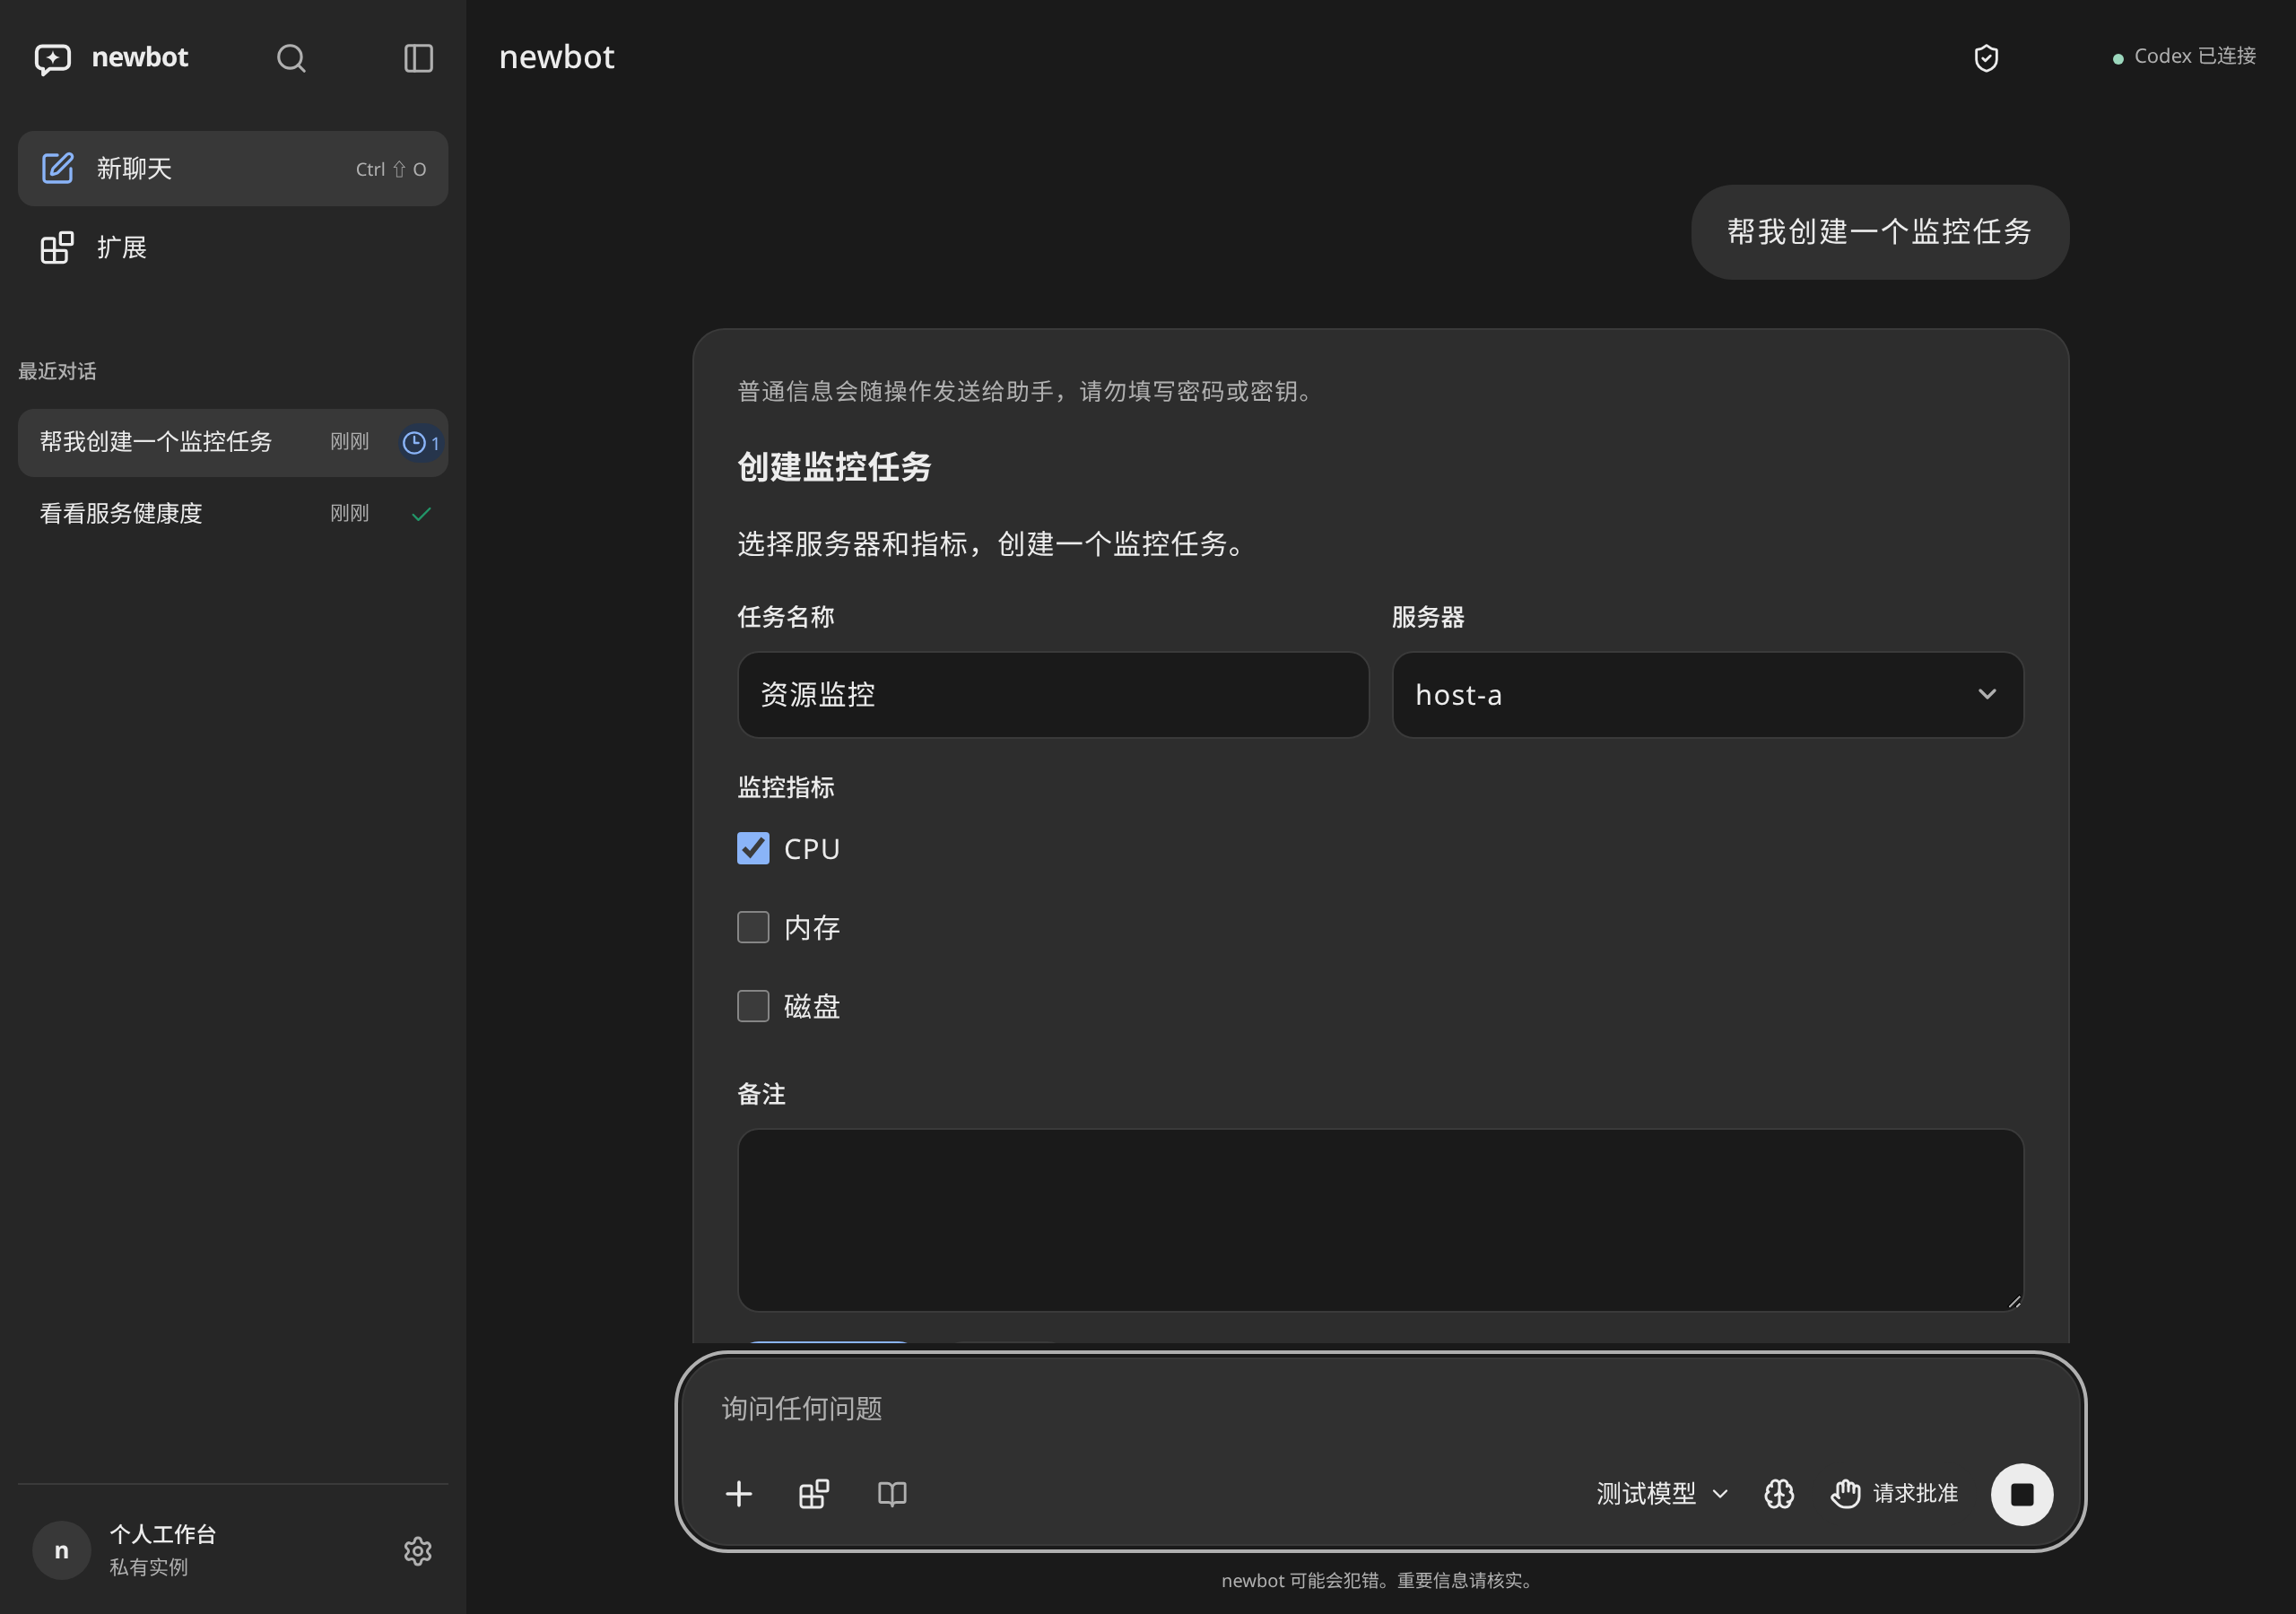 newbot
新聊天 Ctrl ⇧ O
扩展
最近对话
帮我创建一个监控任务 刚刚 1
看看服务健康度 刚刚
n
个人工作台
私有实例
newbot
Codex 已连接
帮我创建一个监控任务
普通信息会随操作发送给助手，请勿填写密码或密钥。
创建监控任务
选择服务器和指标，创建一个监控任务。
任务名称 服务器
资源监控 host-a
监控指标
CPU
内存
磁盘
备注
询问任何问题
测试模型 请求批准
newbot 可能会犯错。重要信息请核实。